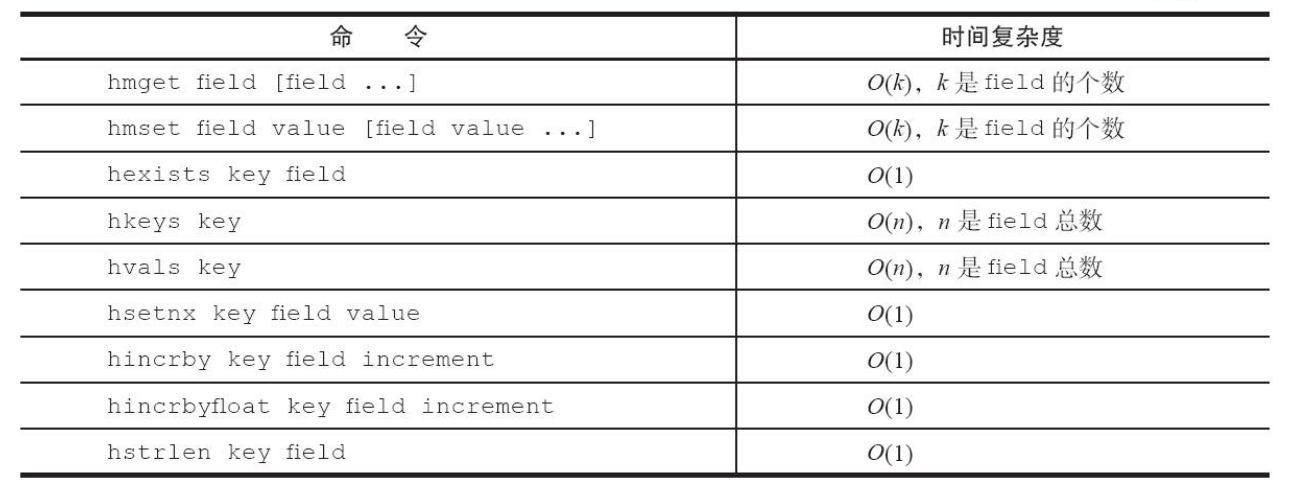 命 令 时间复杂度
hmget field [field ...] O(k)，k 是 field 的个数
hmset field value [field value ...] O(k)，k 是 field 的个数
hexists key field O(1)
hkeys key O(n)，n 是 field 总数
hvals key O(n)，n 是 field 总数
hsetnx key field value O(1)
hincrby key field increment O(1)
hincrbyfloat key field increment O(1)
hstrlen key field O(1)